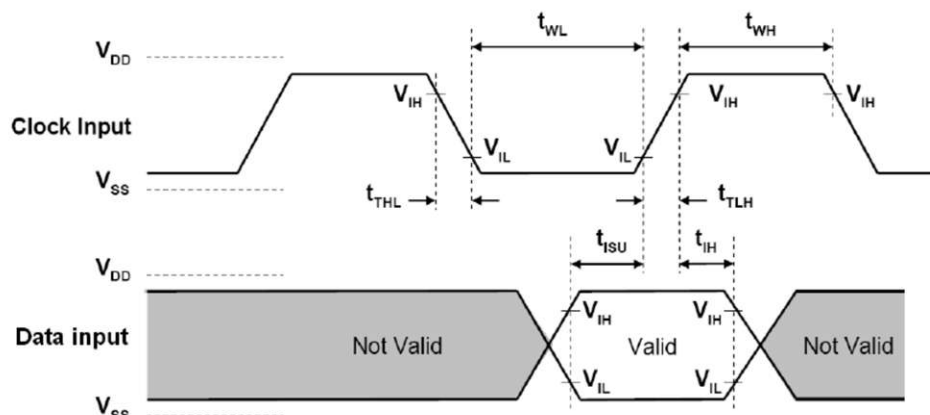 t_WL
t_WH
V_DD
V_IH
V_IH
V_IH
Clock Input
V_IL
V_IL
V_SS
t_THL
t_TLH
t_ISU
t_IH
V_DD
V_IH
V_IH
Data input
Not Valid
Valid
Not Valid
V_IL
V_IL
V_SS